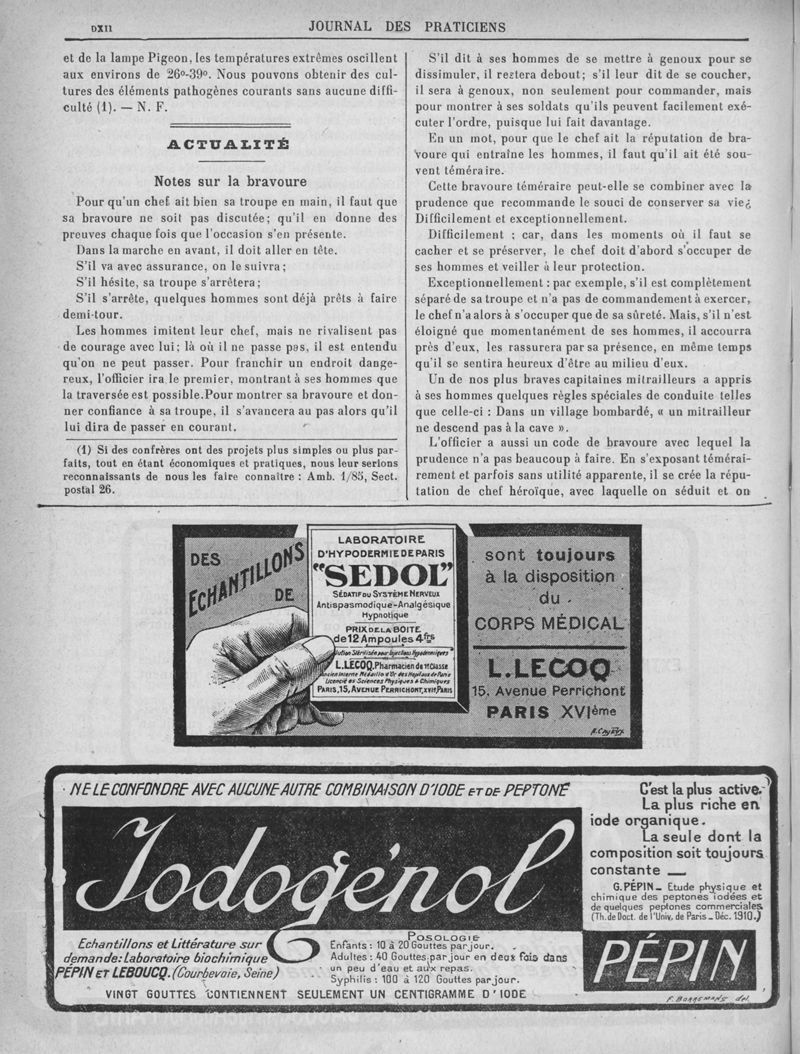 DXII
JOURNAL DES PRATICIENS
et de la lampe Pigeon, les températures extrêmes oscillent
aux environs de 26º-39º. Nous pouvons obtenir des cul-
tures des éléments pathogènes courants sans aucune diffi-
culté (1). — N. F.
ACTUALITÉ
Notes sur la bravoure
Pour qu'un chef ait bien sa troupe en main, il faut que
sa bravoure ne soit pas discutée; qu'il en donne des
preuves chaque fois que l'occasion s'en présente.
Dans la marche en avant, il doit aller en tête.
S'il va avec assurance, on le suivra;
S'il hésite, sa troupe s'arrêtera;
S'il s'arrête, quelques hommes sont déjà prêts à faire
demi-tour.
Les hommes imitent leur chef, mais ne rivalisent pas
de courage avec lui; là où il ne passe pas, il est entendu
qu'on ne peut passer. Pour franchir un endroit dange-
reux, l'officier ira le premier, montrant à ses hommes que
la traversée est possible. Pour montrer sa bravoure et don-
ner confiance à sa troupe, il s'avancera au pas alors qu'il
lui dira de passer en courant.
(1) Si des confrères ont des projets plus simples ou plus par-
faits, tout en étant économiques et pratiques, nous leur serions
reconnaissants de nous les faire connaître : Amb. 1/85, Sect.
postal 26.
S'il dit à ses hommes de se mettre à genoux pour se
dissimuler, il restera debout; s'il leur dit de se coucher,
il sera à genoux, non seulement pour commander, mais
pour montrer à ses soldats qu'ils peuvent facilement exé-
cuter l'ordre, puisque lui fait davantage.
En un mot, pour que le chef ait la réputation de bra-
voure qui entraîne les hommes, il faut qu'il ait été sou-
vent téméraire.
Cette bravoure téméraire peut-elle se combiner avec la
prudence que recommande le souci de conserver sa vie¿
Difficilement et exceptionnellement.
Difficilement ; car, dans les moments où il faut se
cacher et se préserver, le chef doit d'abord s'occuper de
ses hommes et veiller à leur protection.
Exceptionnellement : par exemple, s'il est complètement
séparé de sa troupe et n'a pas de commandement à exercer,
le chef n'a alors à s'occuper que de sa sûreté. Mais, s'il n'est
éloigné que momentanément de ses hommes, il accourra
près d'eux, les rassurera par sa présence, en même temps
qu'il se sentira heureux d'être au milieu d'eux.
Un de nos plus braves capitaines mitrailleurs a appris
à ses hommes quelques règles spéciales de conduite telles
que celle-ci : Dans un village bombardé, « un mitrailleur
ne descend pas à la cave ».
L'officier a aussi un code de bravoure avec lequel la
prudence n'a pas beaucoup à faire. En s'exposant témérai-
rement et parfois sans utilité apparente, il se crée la répu-
tation de chef héroïque, avec laquelle on séduit et on
DES
ECHANTILLONS
DE
LABORATOIRE
D'HYPODERMIE DE PARIS
"SEDOL"
SÉDATIF DU SYSTÈME NERVEUX
Antispasmodique-Analgésique
Hypnotique
PRIX DE LA BOITE
de 12 Ampoules 4frs
Solution Stérilisée pour Injections Hypodermiques
L. LECOQ, Pharmacien de 1re Classe
Ancien Interne Médaille d'Or des Hôpitaux de Paris
Licencié ès Sciences Physiques & Chimiques
PARIS, 15, AVENUE PERRICHONT, XVIe, PARIS
sont toujours
à la disposition
du
CORPS MÉDICAL
L. LECOQ
15, Avenue Perrichont
PARIS XVIème
NE LE CONFONDRE AVEC AUCUNE AUTRE COMBINAISON D'IODE ET DE PEPTONE
Iodogénol
C'est la plus active.
La plus riche en
iode organique.
La seule dont la
composition soit toujours
constante —
G. PÉPIN _ Etude physique et
chimique des peptones iodées et
de quelques peptones commerciales
(Th. de Doct. de l'Univ. de Paris _ Déc. 1910.)
PÉPIN
Echantillons et Littérature sur
demande: Laboratoire biochimique
PÉPIN ET LEBOUCQ. (Courbevoie, Seine)
POSOLOGIE
Enfants : 10 à 20 Gouttes par jour.
Adultes : 40 Gouttes par jour en deux fois dans
un peu d'eau et aux repas.
Syphilis : 100 à 120 Gouttes par jour.
VINGT GOUTTES CONTIENNENT SEULEMENT UN CENTIGRAMME D'IODE